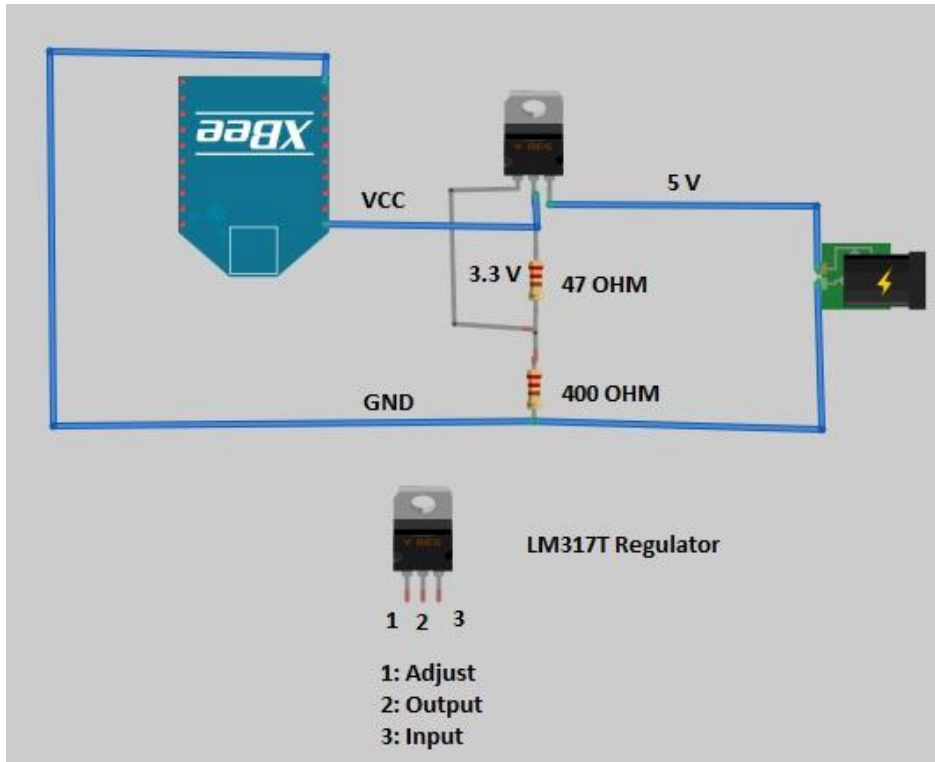 XBee
VCC
5 V
3.3 V
47 OHM
400 OHM
GND
LM317T Regulator
1 2 3
1: Adjust
2: Output
3: Input